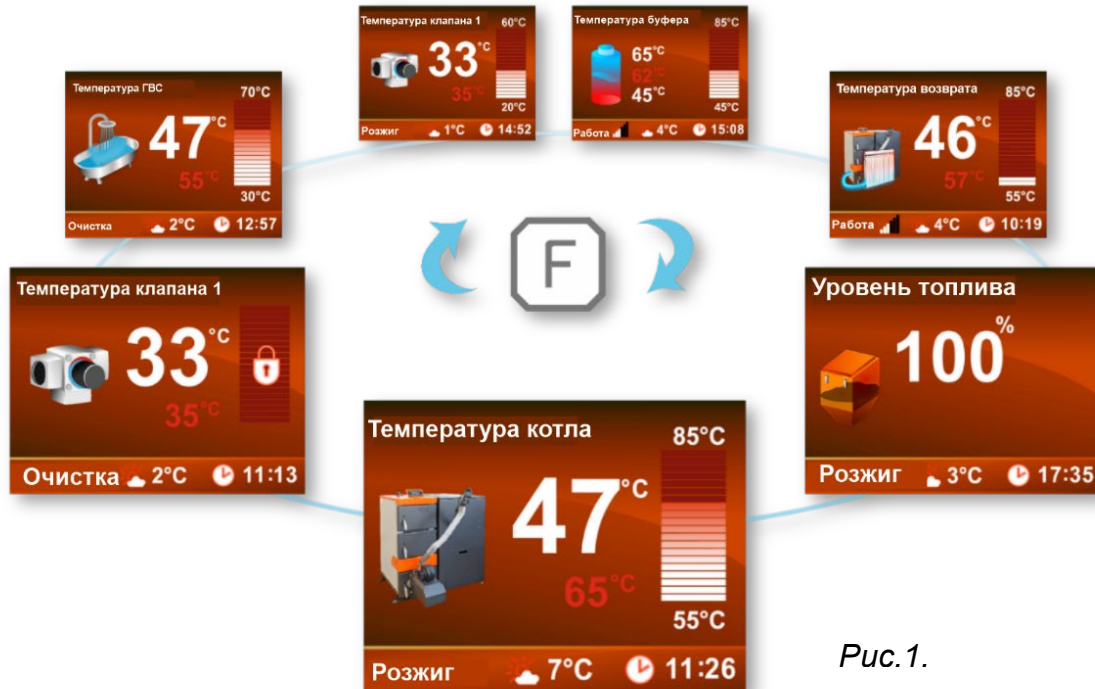 Температура клапана 1 60°C
33°C
35°C
20°C
Розжиг 1°C 14:52
Температура буфера 85°C
65°C
62°C
45°C
45°C
Работа 4°C 15:08
Температура ГВС 70°C
47°C
55°C
30°C
Очистка 2°C 12:57
Температура возврата 85°C
46°C
57°C
55°C
Работа 4°C 10:19
F
Температура клапана 1
33°C
35°C
Очистка 2°C 11:13
Уровень топлива
100%
Розжиг 3°C 17:35
Температура котла 85°C
47°C
65°C
55°C
Розжиг 7°C 11:26
Рис.1.